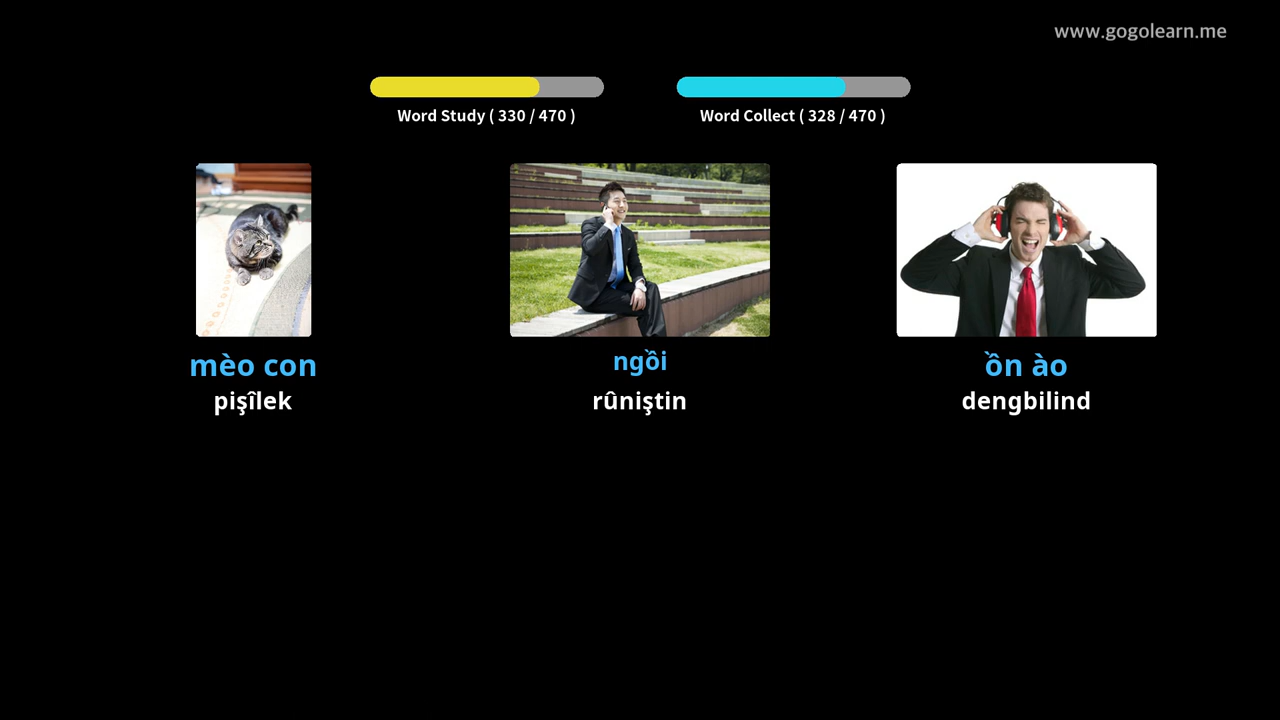 www.gogolearn.me
Word Study ( 330 / 470 )
Word Collect ( 328 / 470 )
mèo con
pişîlek
ngồi
rûniştin
ồn ào
dengbilind